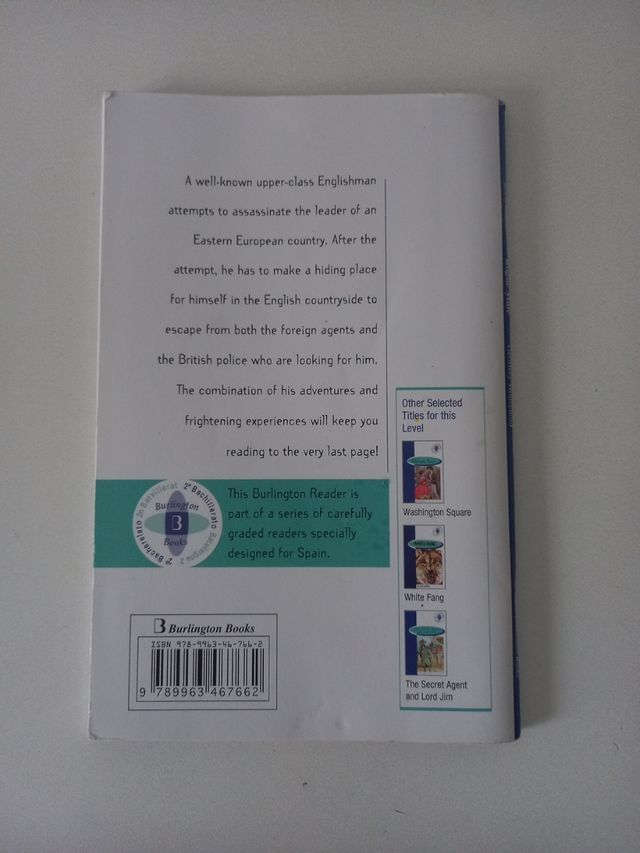 A well-known upper-class Englishman
attempts to assassinate the leader of an
Eastern European country. After the
attempt, he has to make a hiding place
for himself in the English countryside to
escape from both the foreign agents and
the British police who are looking for him.
The combination of his adventures and
frightening experiences will keep you
reading to the very last page!
This Burlington Reader is
part of a series of carefully
graded readers specially
designed for Spain.
2n Batxillerat 2º Bachillerato
Burlington
B
Books
2º Bacharelato
Other Selected
Titles for this
Level
Washington Square
White Fang
The Secret Agent
and Lord Jim
B Burlington Books
ISBN 978-9963-46-766-2
9 789963 467662